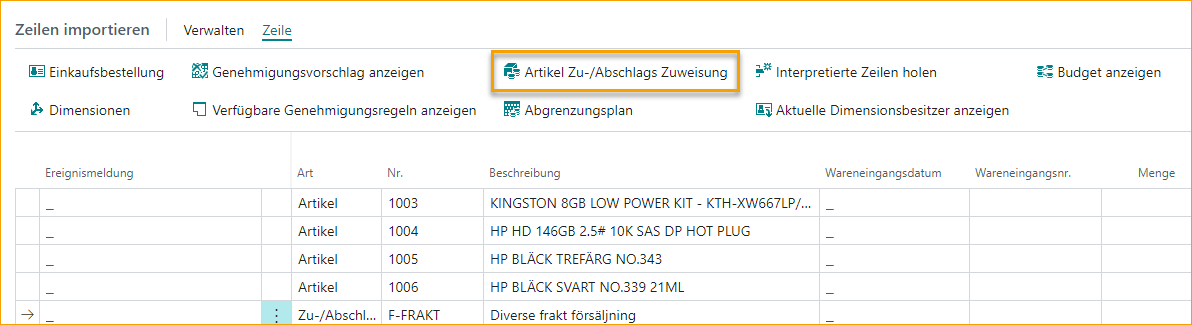 Zeilen importieren Verwalten Zeile
Einkaufsbestellung Genehmigungsvorschlag anzeigen Artikel Zu-/Abschlags Zuweisung Interpretierte Zeilen holen Budget anzeigen
Dimensionen Verfügbare Genehmigungsregeln anzeigen Abgrenzungsplan Aktuelle Dimensionsbesitzer anzeigen
Ereignismeldung Art Nr. Beschreibung Wareneingangsdatum Wareneingangsnr. Menge
_ Artikel 1003 KINGSTON 8GB LOW POWER KIT - KTH-XW667LP/... _
_ Artikel 1004 HP HD 146GB 2.5# 10K SAS DP HOT PLUG _
_ Artikel 1005 HP BLÄCK TREFÄRG NO.343 _
_ Artikel 1006 HP BLÄCK SVART NO.339 21ML _
_ Zu-/Abschl... F-FRAKT Diverse frakt försäljning _